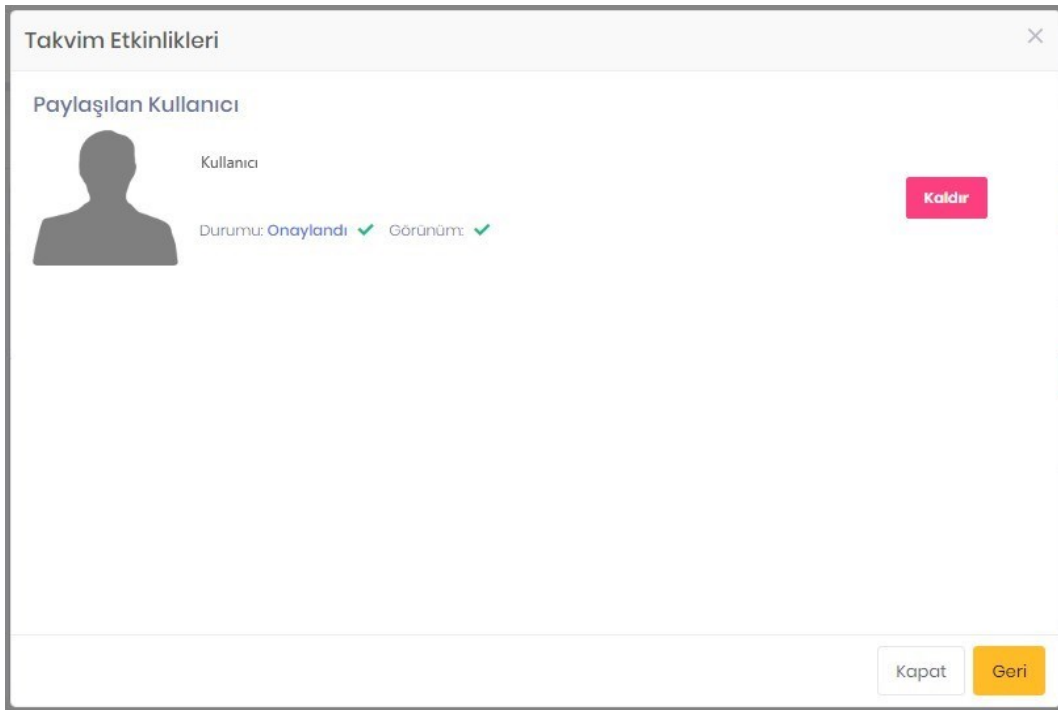 Takvim Etkinlikleri
Paylaşılan Kullanıcı
Kullanıcı
Kaldır
Durumu: Onaylandı Görünüm:
Kapat Geri